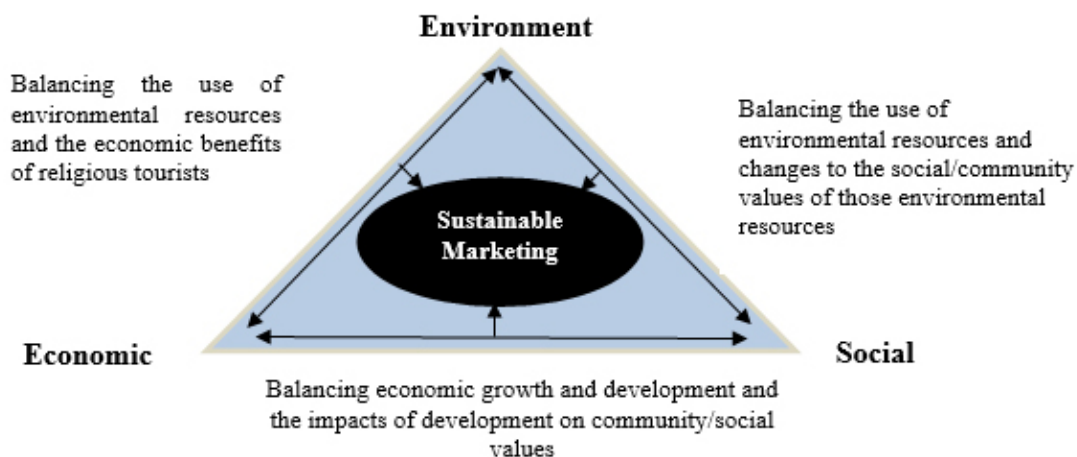 Environment
Balancing the use of
environmental resources
and the economic benefits
of religious tourists
Balancing the use of
environmental resources and
changes to the social/community
values of those environmental
resources
Sustainable
Marketing
Economic
Social
Balancing economic growth and development and
the impacts of development on community/social
values